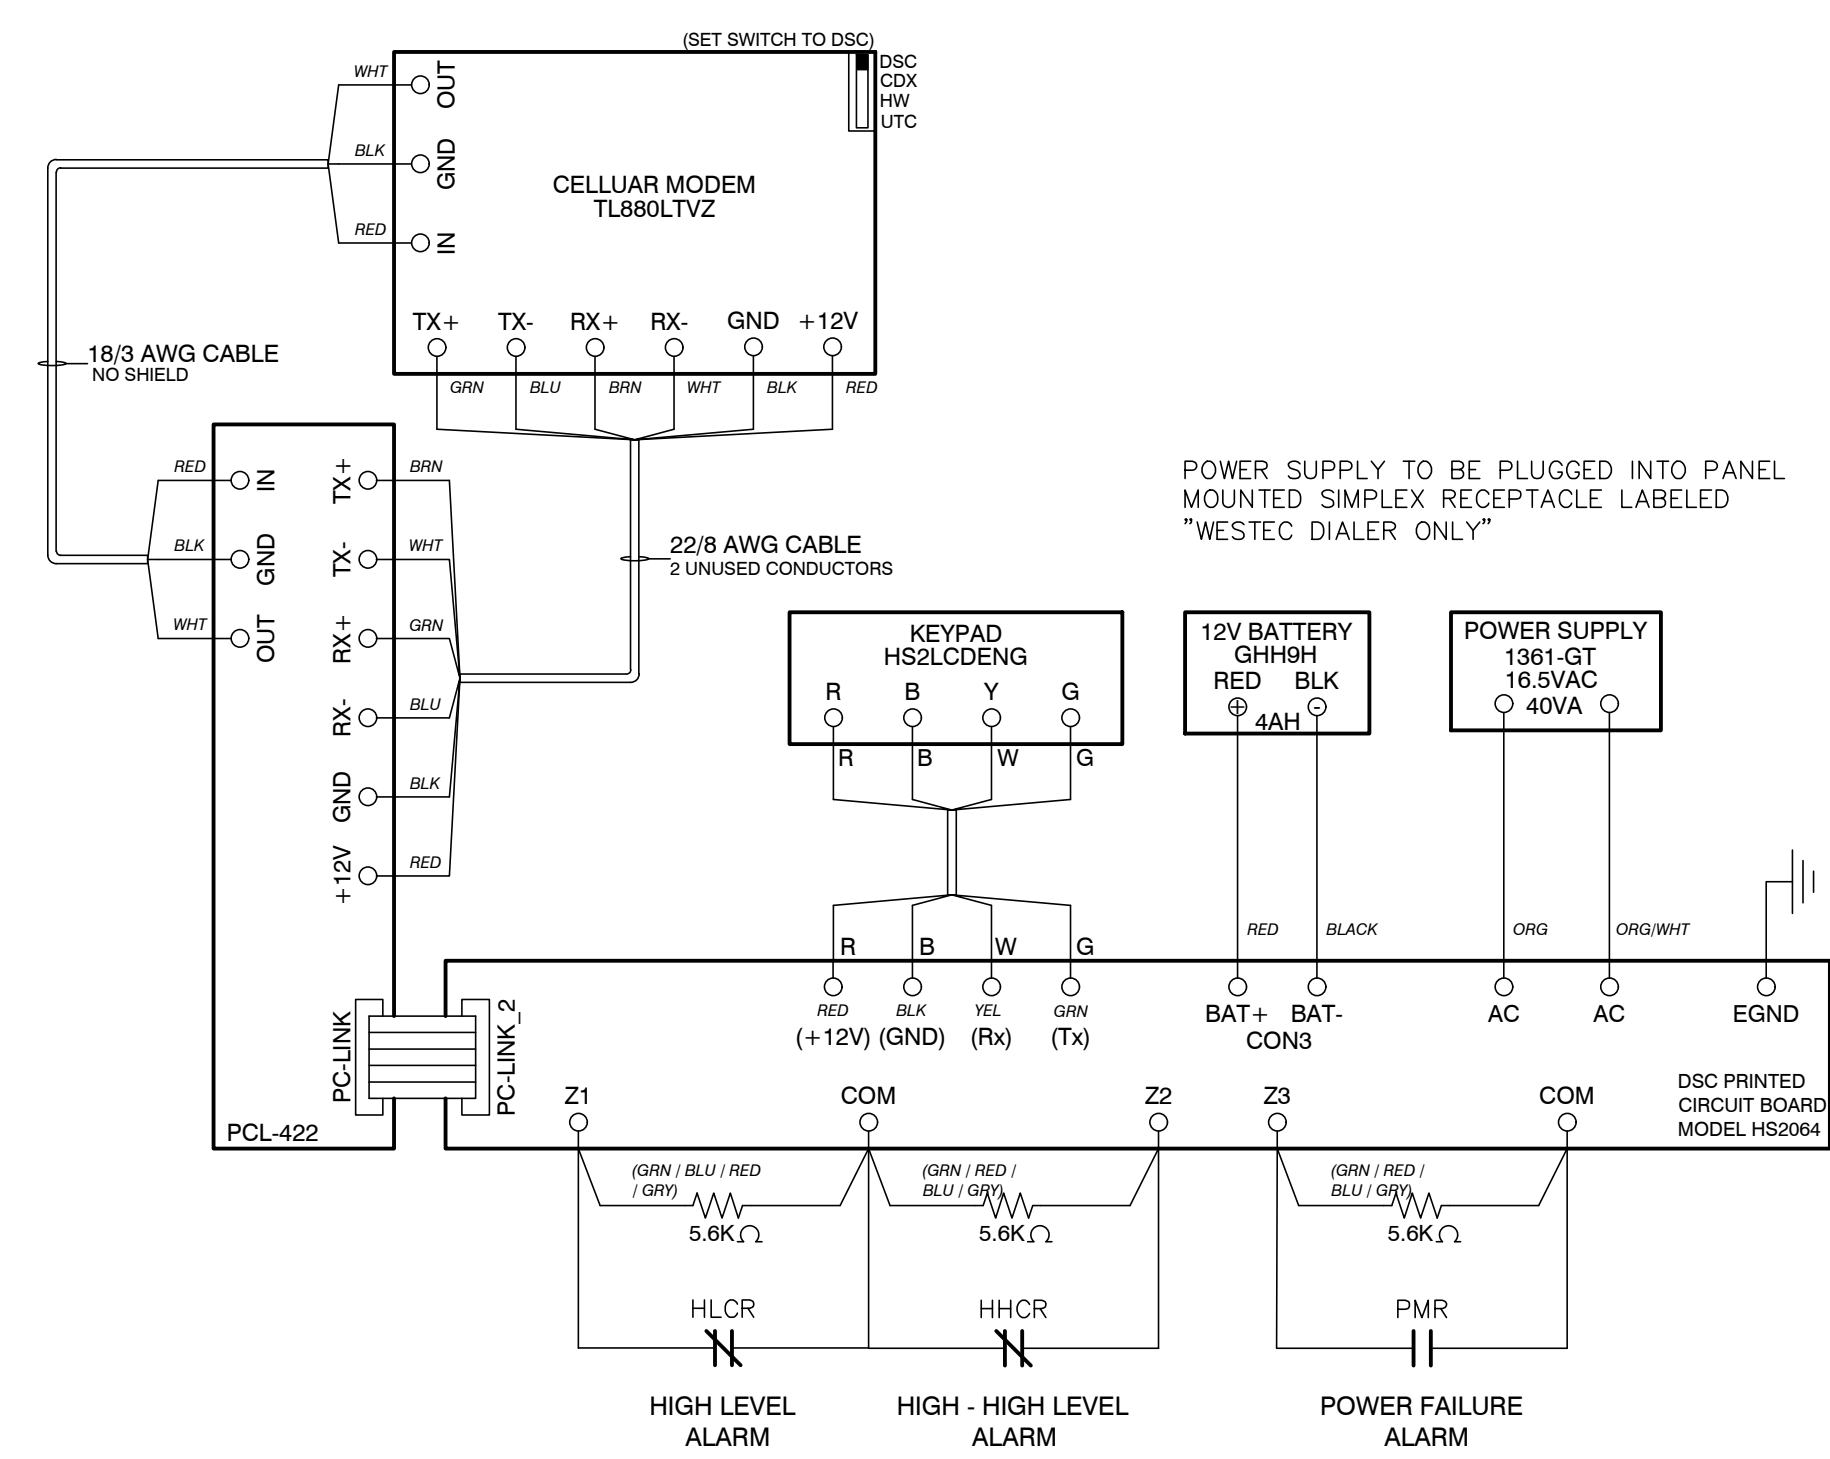 (SET SWITCH TO DSC)
DSC
CDX
HW
UTC
WHT
OUT
BLK
GND
RED
IN
CELLUAR MODEM
TL880LTVZ
TX+ TX- RX+ RX- GND +12V
GRN BLU BRN WHT BLK RED
18/3 AWG CABLE
NO SHIELD
RED
IN
BLK
GND
WHT
OUT
TX+
BRN
TX-
WHT
RX+
GRN
RX-
BLU
GND
BLK
+12V
RED
22/8 AWG CABLE
2 UNUSED CONDUCTORS
POWER SUPPLY TO BE PLUGGED INTO PANEL
MOUNTED SIMPLEX RECEPTACLE LABELED
"WESTEC DIALER ONLY"
KEYPAD
HS2LCDENG
R B Y G
R B W G
12V BATTERY
GHH9H
RED BLK
+ -
4AH
POWER SUPPLY
1361-GT
16.5VAC
40VA
RED BLACK ORG ORG/WHT
R B W G
RED BLK YEL GRN
(+12V) (GND) (Rx) (Tx)
BAT+ BAT-
CON3
AC AC EGND
PC-LINK
PC-LINK_2
PCL-422
Z1 COM Z2 Z3 COM
DSC PRINTED
CIRCUIT BOARD
MODEL HS2064
(GRN / BLU / RED
/ GRY)
5.6KΩ
(GRN / RED /
BLU / GRY)
5.6KΩ
(GRN / RED /
BLU / GRY)
5.6KΩ
HLCR HHCR PMR
HIGH LEVEL
ALARM
HIGH - HIGH LEVEL
ALARM
POWER FAILURE
ALARM